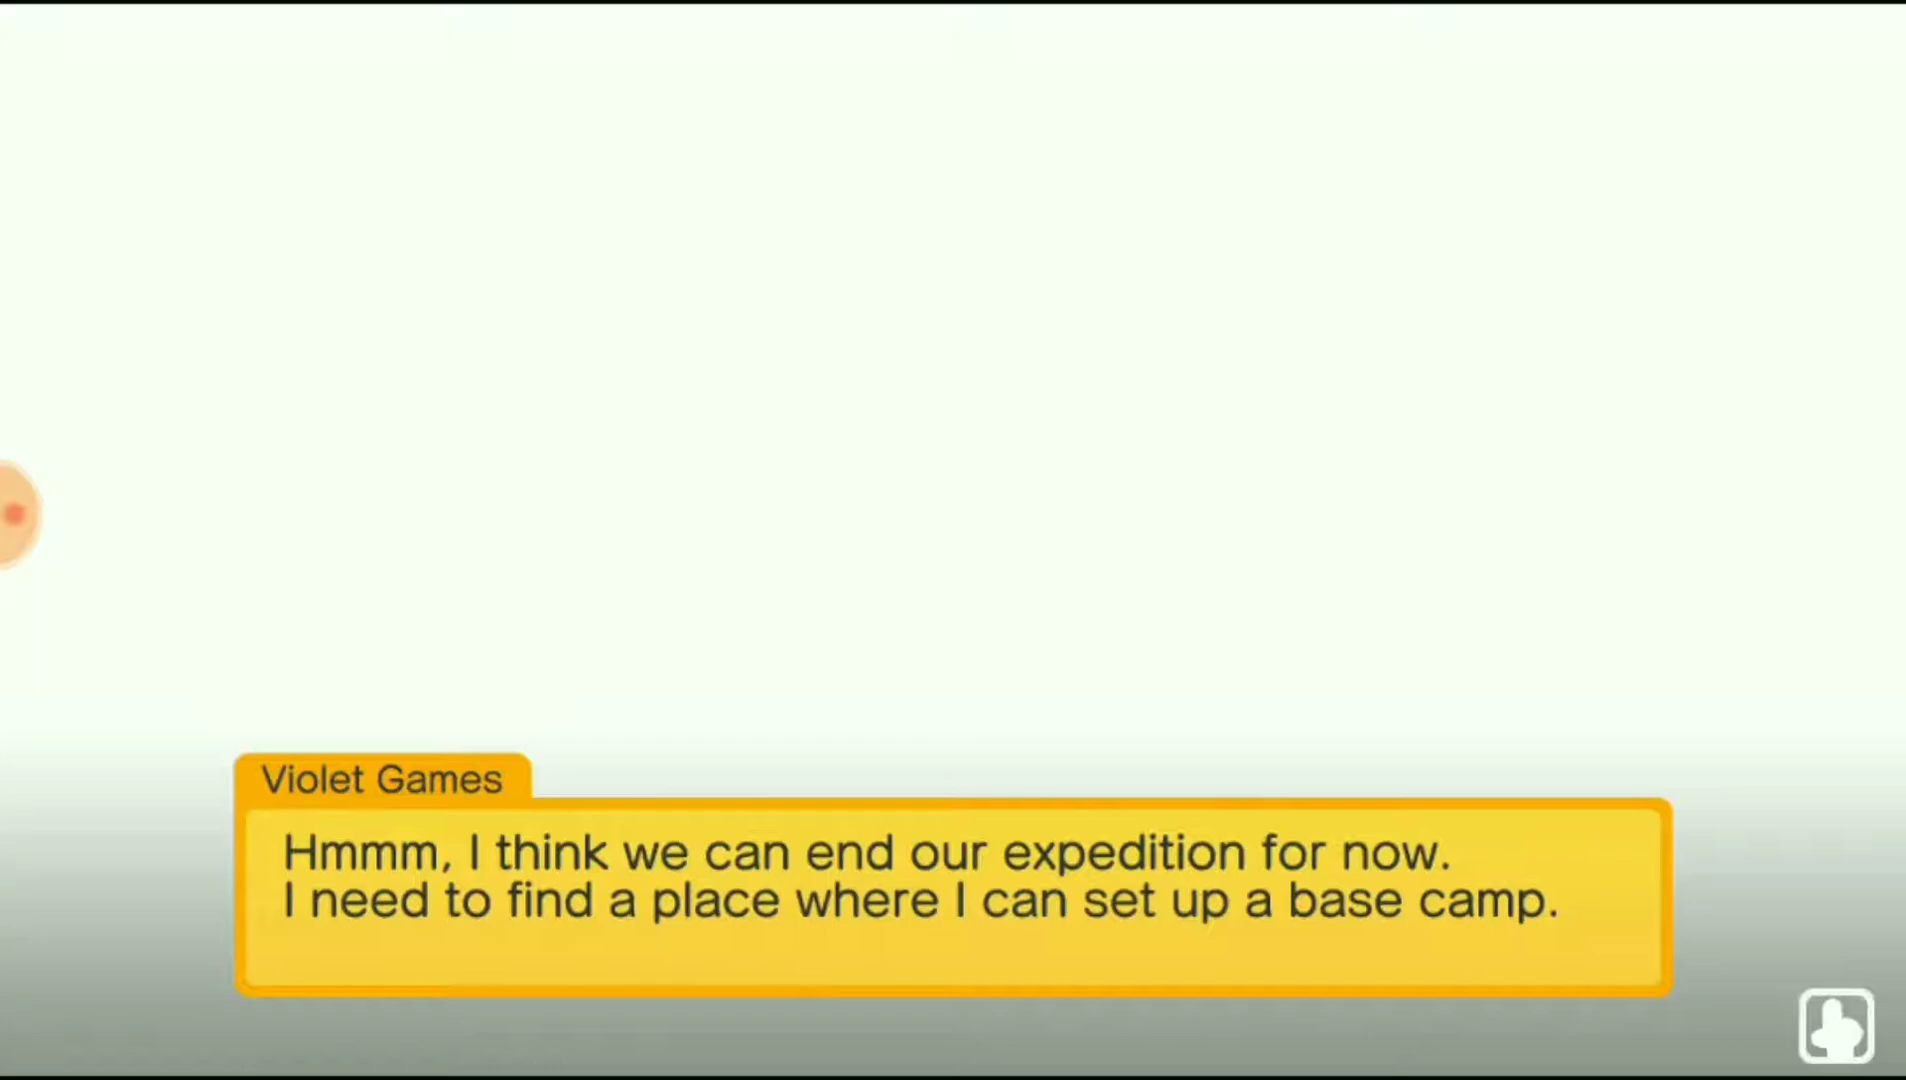 Violet Games
Hmmm, I think we can end our expedition for now.
I need to find a place where I can set up a base camp.